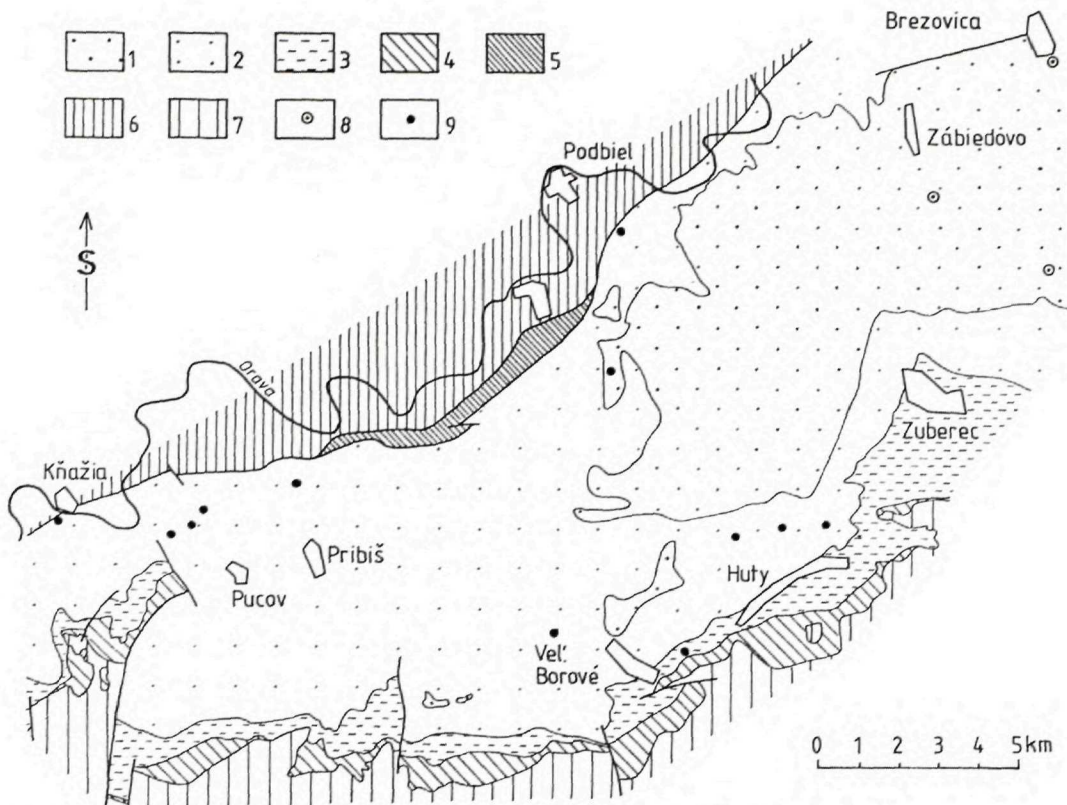 Brezovica
1 2 3 4 5
6 7 8 9
Zábiedóvo
Podbiel
S
Orava
Zuberec
Kňažia
Pribiš
Huty
Pucov
Veľ.
Borové
0 1 2 3 4 5km